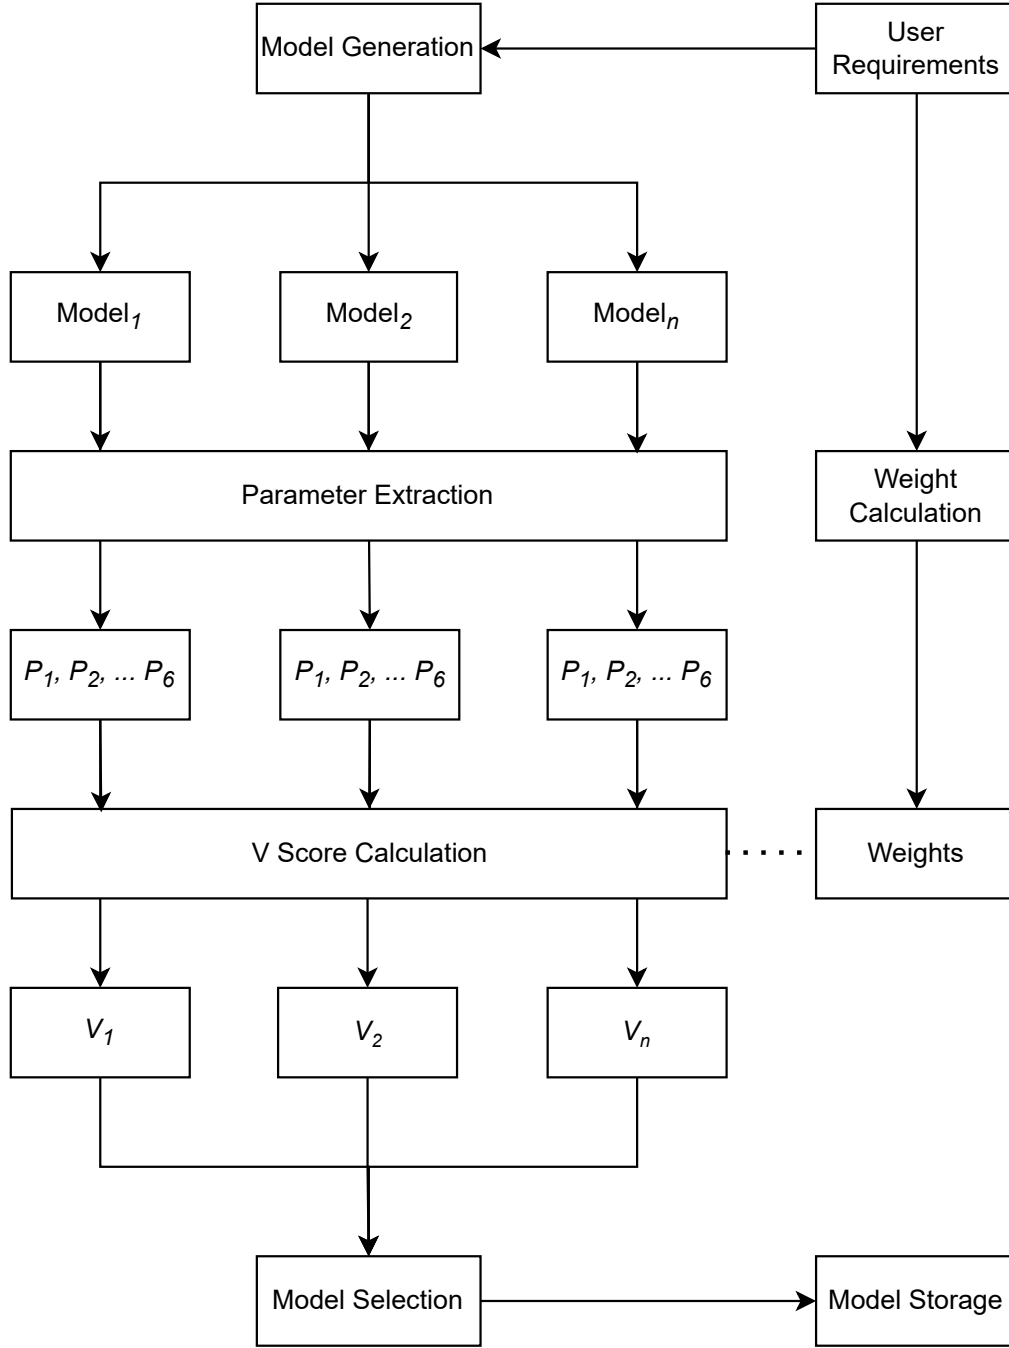 Model Generation
User
Requirements
Model1
Model2
Modeln
Parameter Extraction
Weight
Calculation
P1, P2, ... P6
P1, P2, ... P6
P1, P2, ... P6
V Score Calculation
Weights
V1
V2
Vn
Model Selection
Model Storage